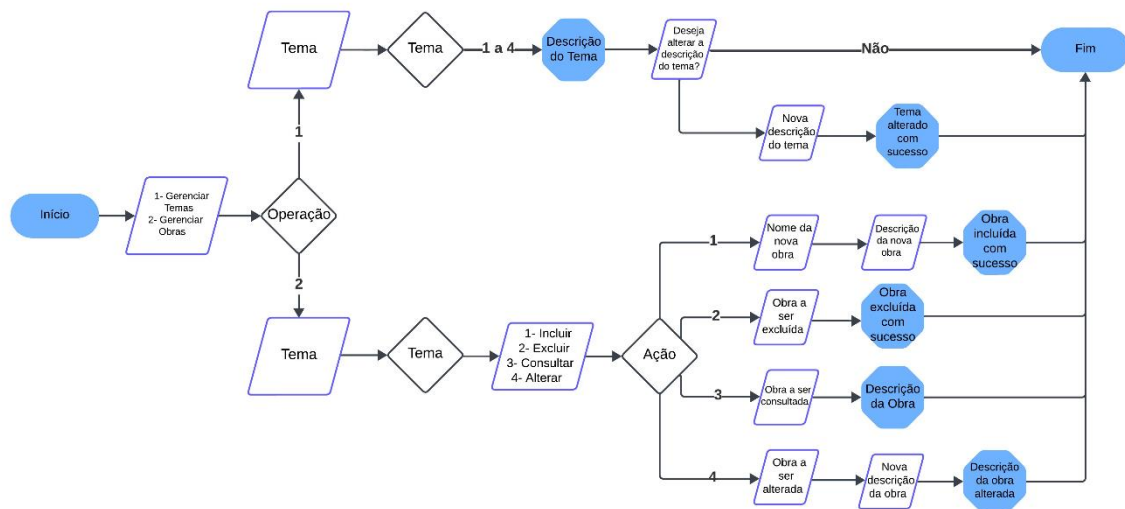 Tema
Tema
1 a 4
Descrição
do Tema
Deseja
alterar a
descrição
do tema?
Não
Fim
1
Nova
descrição
do tema
Tema
alterado
com
sucesso
Início
1- Gerenciar
Temas
2- Gerenciar
Obras
Operação
2
Tema
Tema
1- Incluir
2- Excluir
3- Consultar
4- Alterar
Ação
1
Nome da
nova
obra
Descrição
da nova
obra
Obra
incluída
com
sucesso
2
Obra a
ser
excluída
Obra
excluída
com
sucesso
3
Obra a ser
consultada
Descrição
da Obra
4
Obra a
ser
alterada
Nova
descrição
da obra
Descrição
da obra
alterada